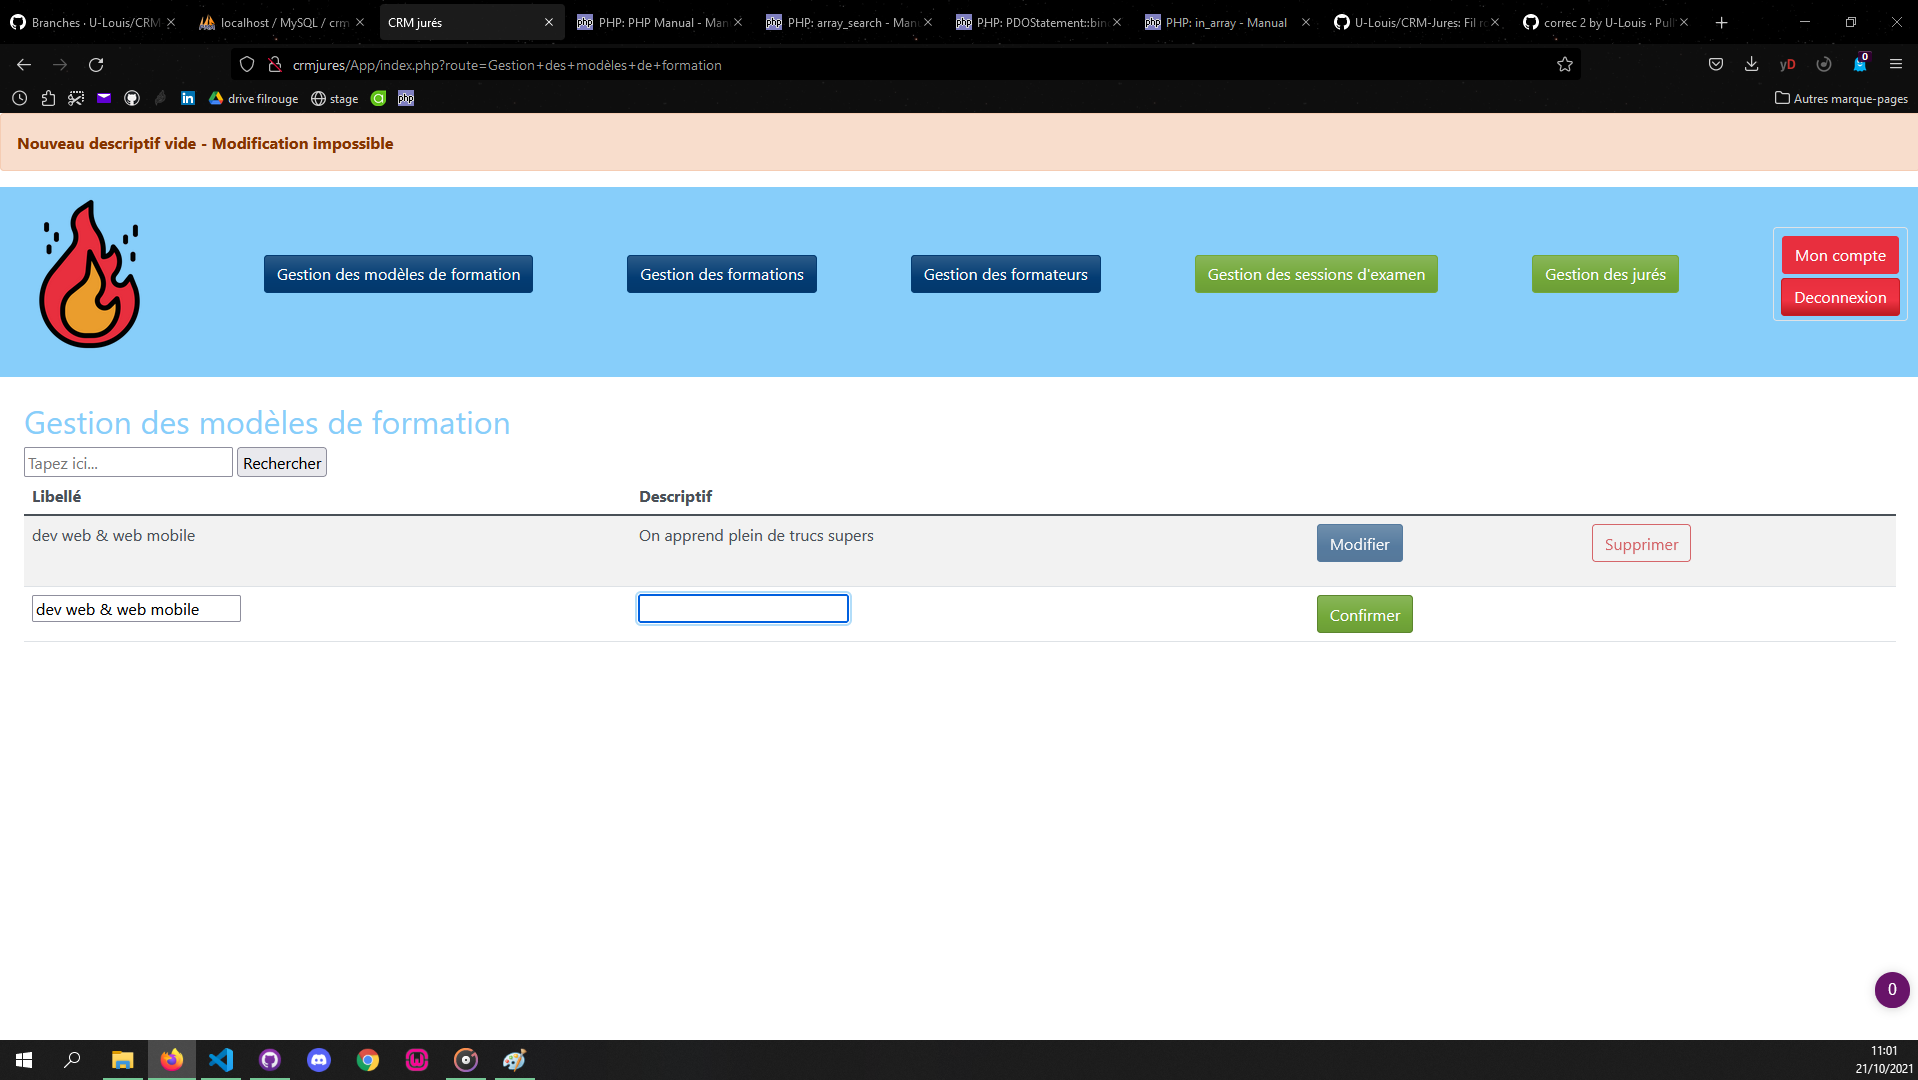 Branches · U-Louis/CRM
localhost / MySQL / crm
CRM jurés
PHP: PHP Manual - Man
PHP: array_search - Man
PHP: PDOStatement::bin
PHP: in_array - Manual
U-Louis/CRM-Jures: Fil r
correc 2 by U-Louis · Pull
crmjures/App/index.php?route=Gestion+des+modèles+de+formation
yD
0
drive filrouge
stage
php
Autres marque-pages
Nouveau descriptif vide - Modification impossible
Gestion des modèles de formation
Gestion des formations
Gestion des formateurs
Gestion des sessions d'examen
Gestion des jurés
Mon compte
Deconnexion
Gestion des modèles de formation
Tapez ici...
Rechercher
Libellé
Descriptif
dev web & web mobile
On apprend plein de trucs supers
Modifier
Supprimer
dev web & web mobile
Confirmer
0
11:01
21/10/2021